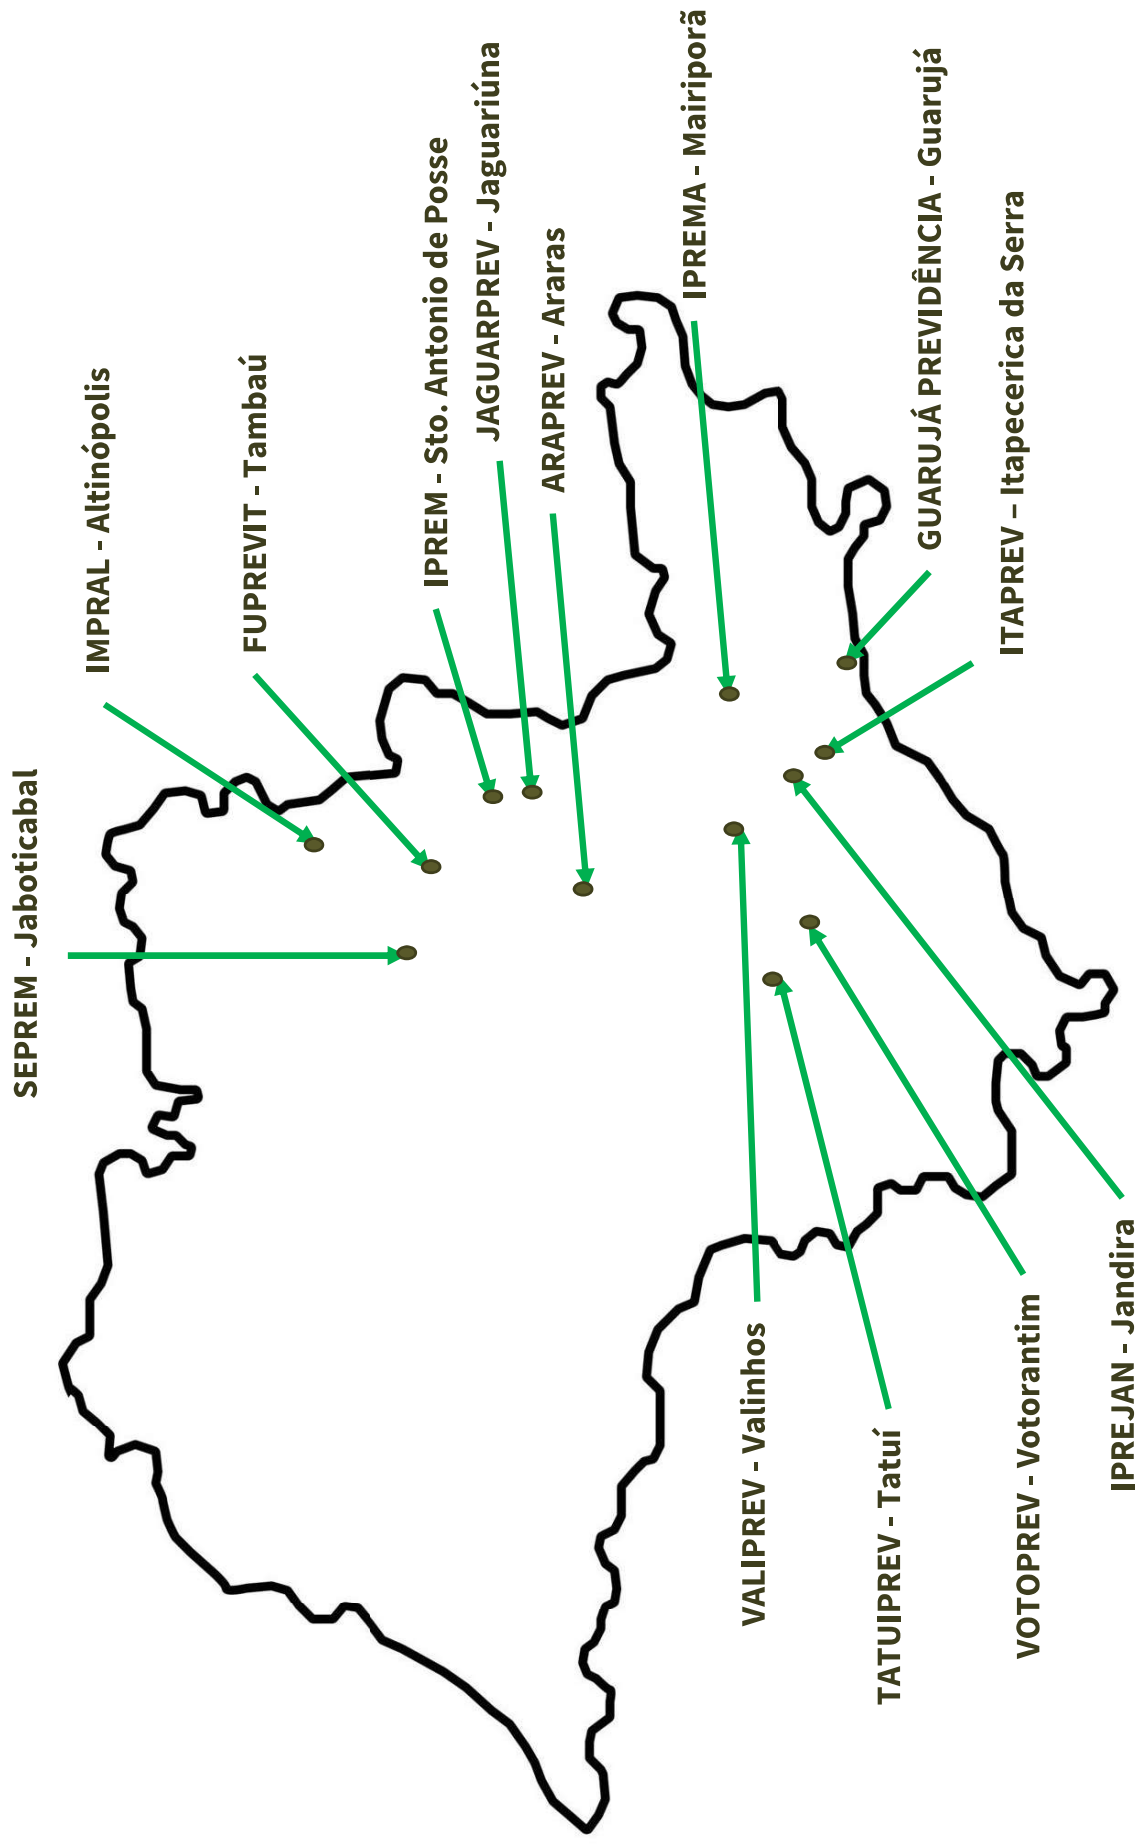 SEPREM - Jaboticabal
IMPRAL - Altinópolis
FUPREVIT - Tambaú
IPREM - Sto. Antonio de Posse
JAGUARPREV - Jaguariúna
ARAPREV - Araras
IPREMA - Mairiporã
GUARUJÁ PREVIDÊNCIA - Guarujá
ITAPREV – Itapecerica da Serra
VALIPREV - Valinhos
TATUIPREV - Tatuí
VOTOPREV - Votorantim
IPREJAN - Jandira